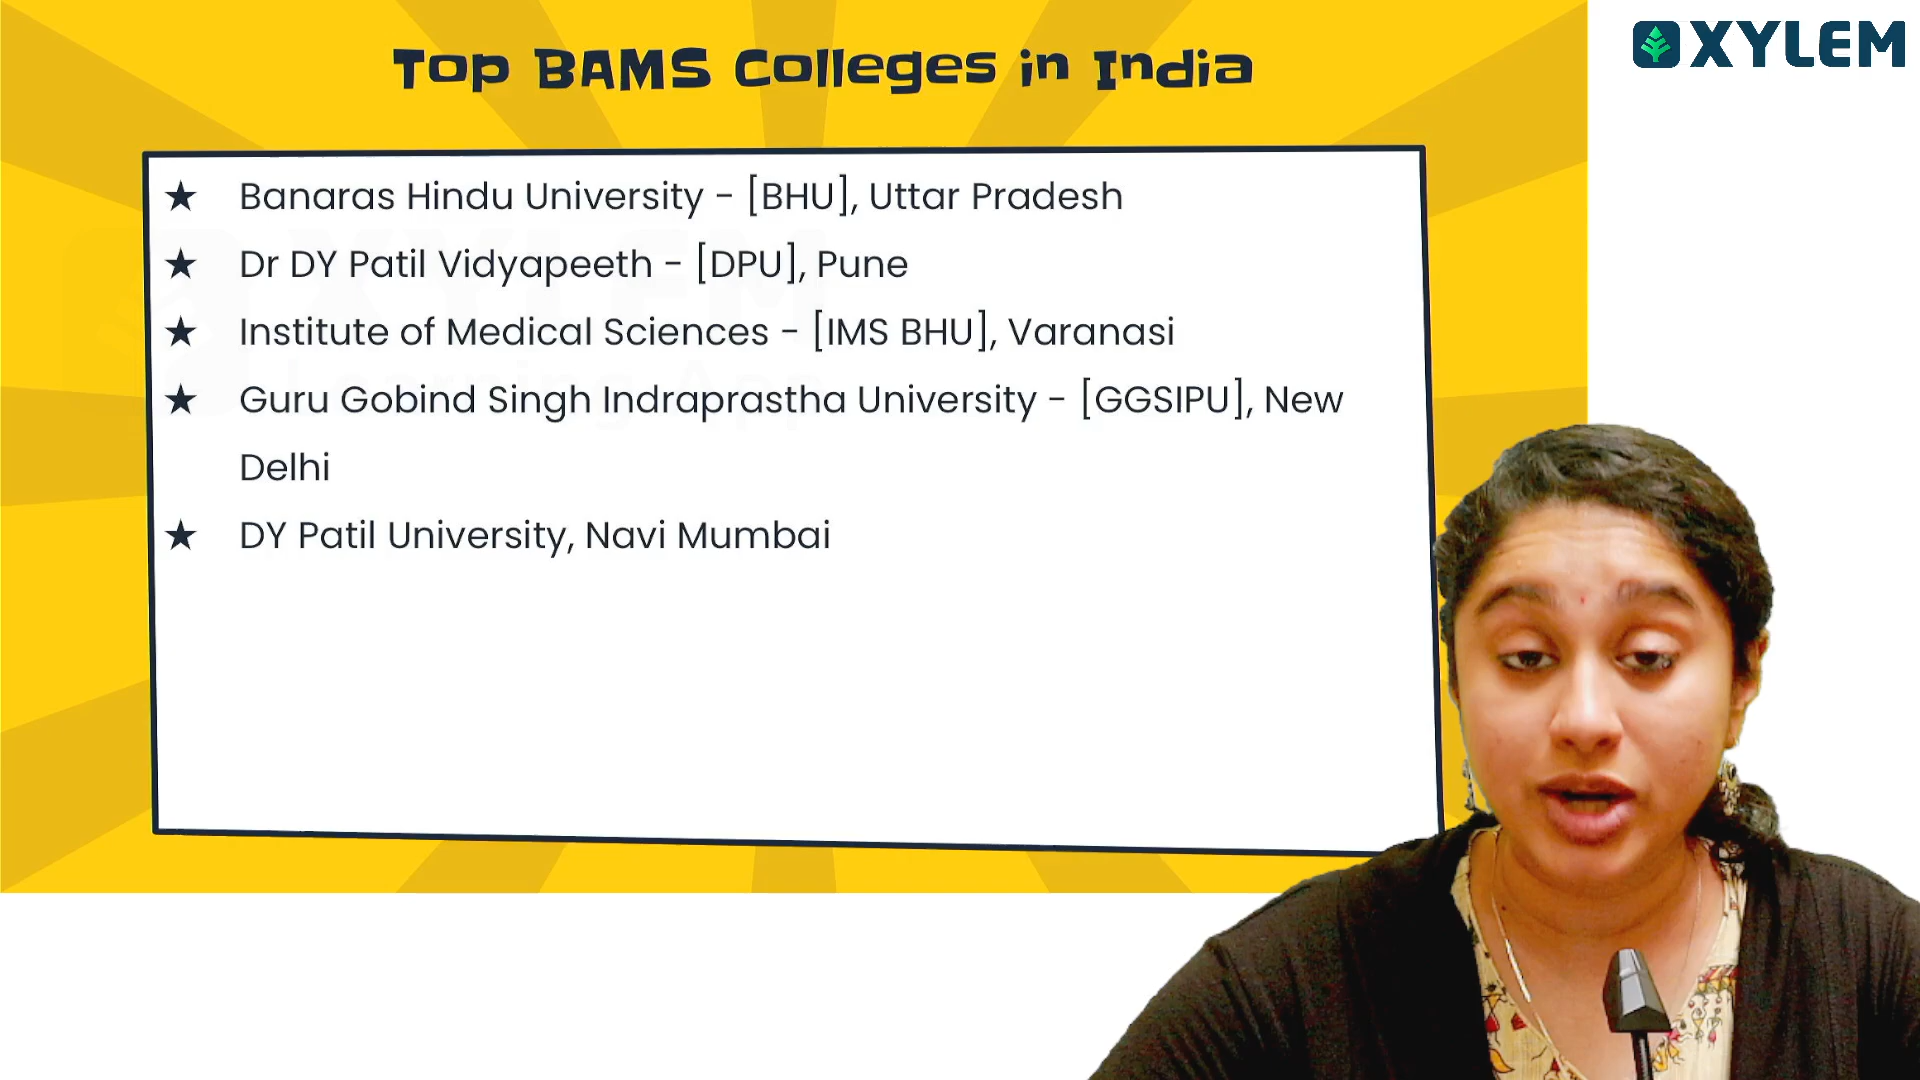 Top BAMS Colleges in India
XYLEM
★ Banaras Hindu University - [BHU], Uttar Pradesh
★ Dr DY Patil Vidyapeeth - [DPU], Pune
★ Institute of Medical Sciences - [IMS BHU], Varanasi
★ Guru Gobind Singh Indraprastha University - [GGSIPU], New
Delhi
★ DY Patil University, Navi Mumbai